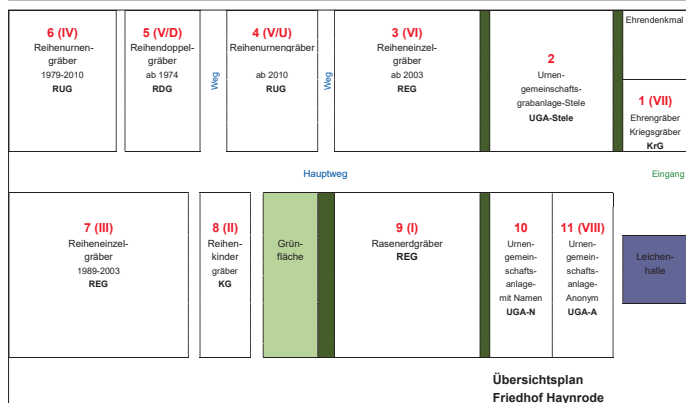 6 (IV)
Reihenurnen-
gräber
1979-2010
RUG
5 (V/D)
Reihendoppel-
gräber
ab 1974
RDG
Weg
4 (V/U)
Reihenurnengräber
ab 2010
RUG
Weg
3 (VI)
Reiheneinzel-
gräber
ab 2003
REG
2
Urnen-
gemeinschafts-
grabanlage-Stele
UGA-Stele
Ehrendenkmal
1 (VII)
Ehrengräber
Kriegsgräber
KrG
Hauptweg
Eingang
7 (III)
Reiheneinzel-
gräber
1989-2003
REG
8 (II)
Reihen-
kinder
gräber
KG
Grün-
fläche
9 (I)
Rasenerdgräber
REG
10
Urnen-
gemein-
schafts-
anlage-
mit Namen
UGA-N
11 (VIII)
Urnen-
gemein-
schafts-
anlage-
Anonym
UGA-A
Leichen-
halle
Übersichtsplan
Friedhof Haynrode